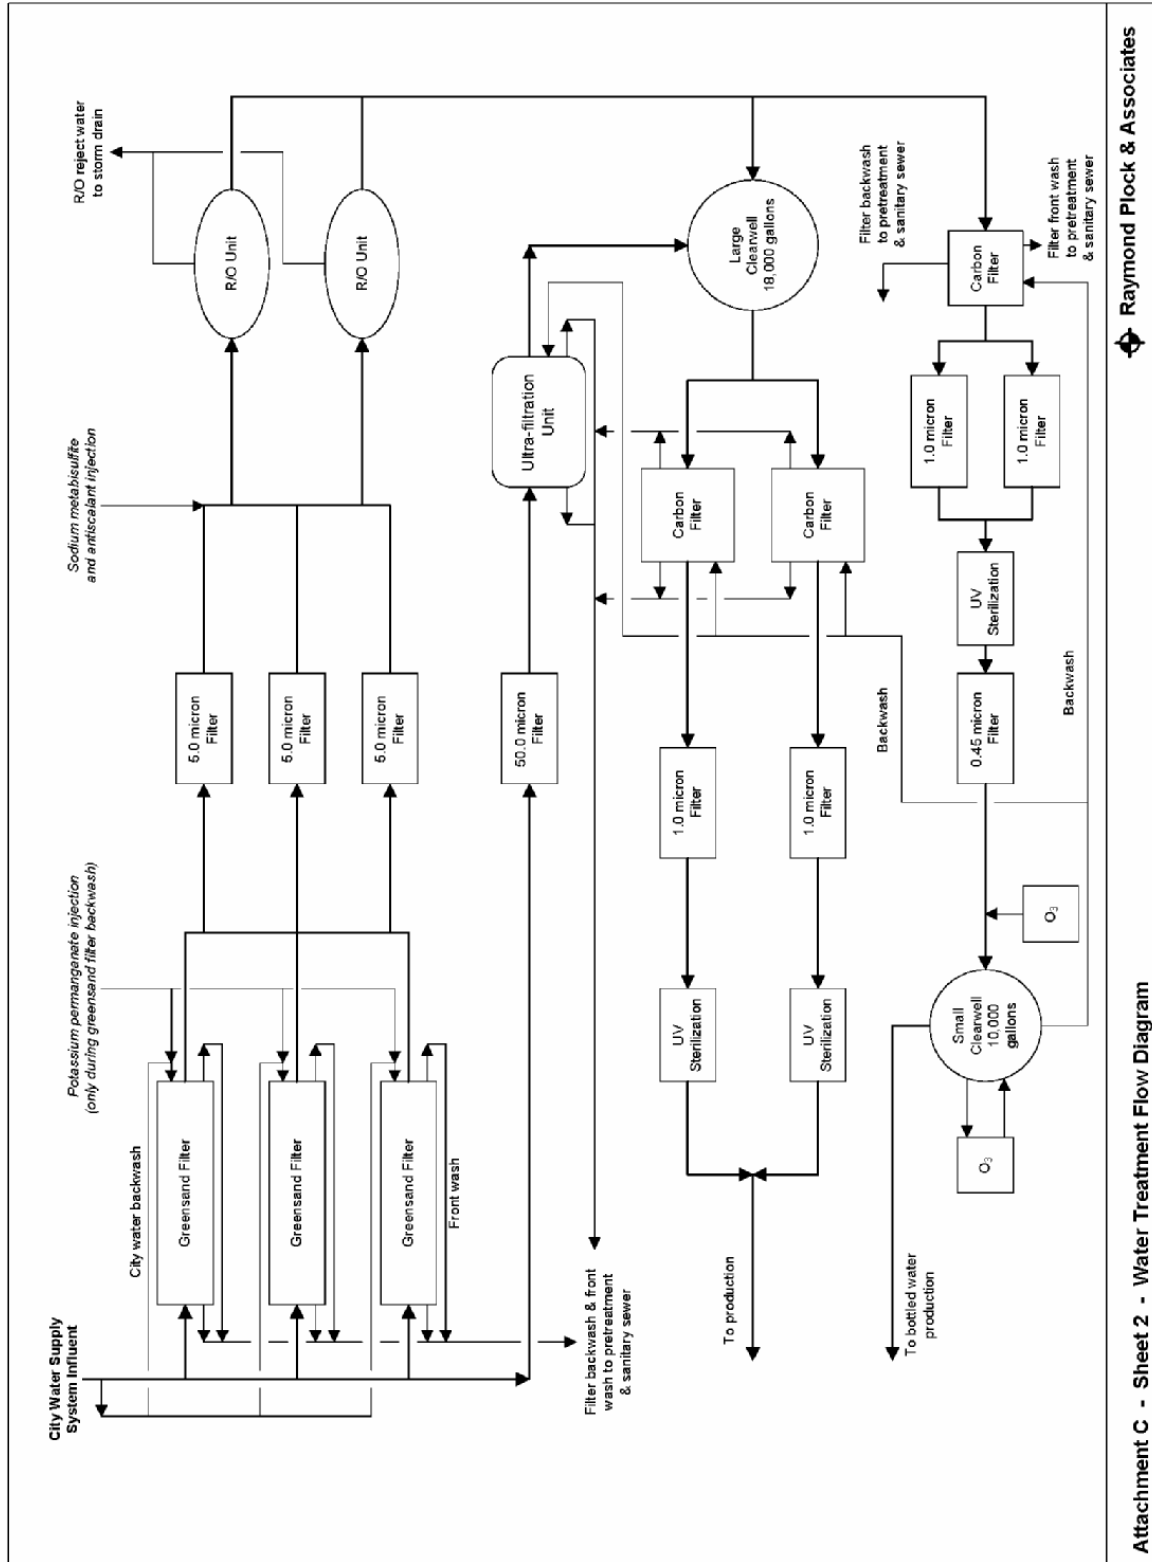 City Water Supply
System Influent
City water backwash
Potassium permanganate injection
(only during greensand filter backwash)
Sodium metabisulfite
and antiscalant injection
R/O reject water
to storm drain
Greensand Filter
5.0 micron
Filter
R/O Unit
Greensand Filter
5.0 micron
Filter
R/O Unit
Greensand Filter
5.0 micron
Filter
Front wash
50.0 micron
Filter
Ultra-filtration
Unit
Large
Clearwell
18,000 gallons
Filter backwash & front
wash to pretreatment
& sanitary sewer
UV
Sterilization
1.0 micron
Filter
Carbon
Filter
To production
UV
Sterilization
1.0 micron
Filter
Carbon
Filter
Backwash
Filter backwash
to pretreatment
& sanitary sewer
To bottled water
production
O3
Small
Clearwell
10,000
gallons
O3
0.45 micron
Filter
UV
Sterilization
1.0 micron
Filter
1.0 micron
Filter
Carbon
Filter
Filter front wash
to pretreatment
& sanitary sewer
Backwash
Attachment C - Sheet 2 - Water Treatment Flow Diagram
Raymond Plock & Associates